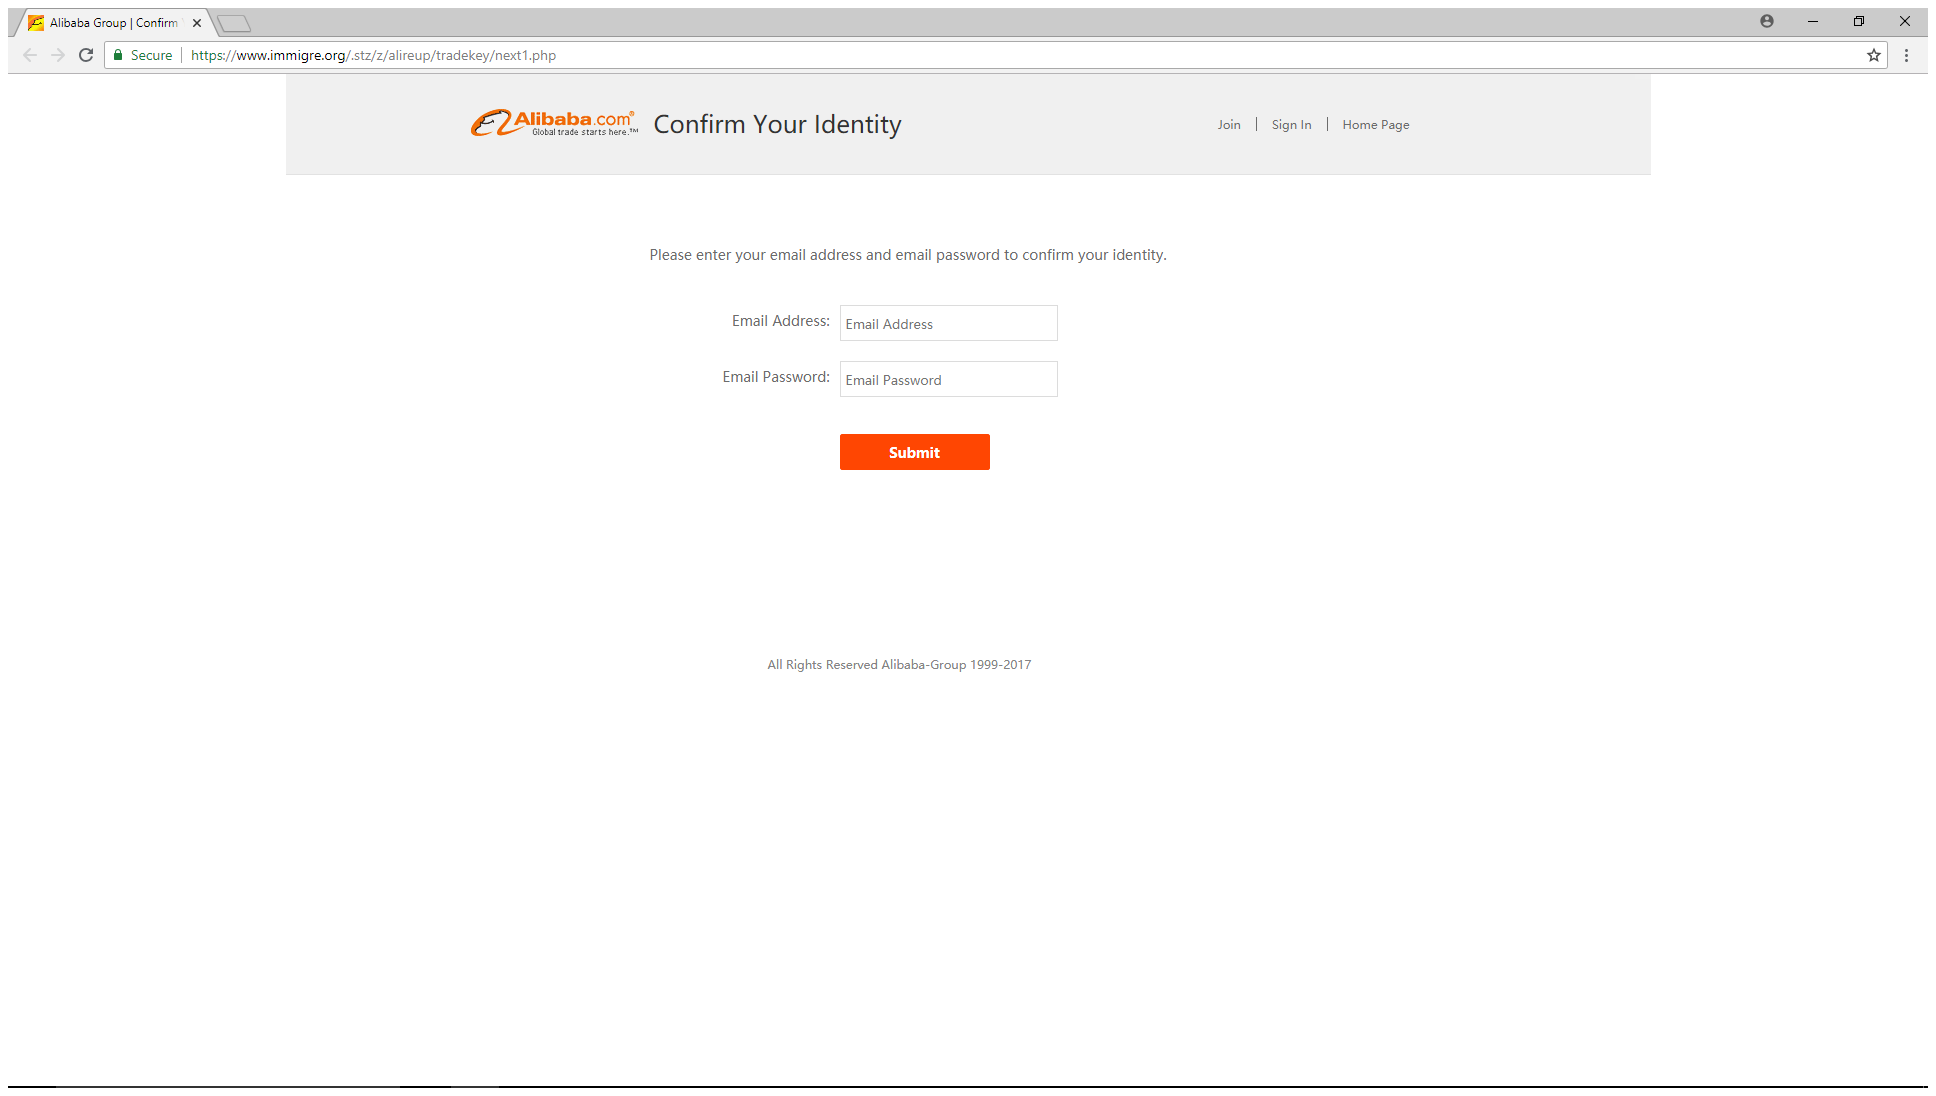 Alibaba Group | Confirm
Secure
https://www.immigre.org/.stz/z/alireup/tradekey/next1.php
Alibaba.com®
Global trade starts here.™
Confirm Your Identity
Join | Sign In | Home Page
Please enter your email address and email password to confirm your identity.
Email Address: Email Address
Email Password: Email Password
Submit
All Rights Reserved Alibaba-Group 1999-2017